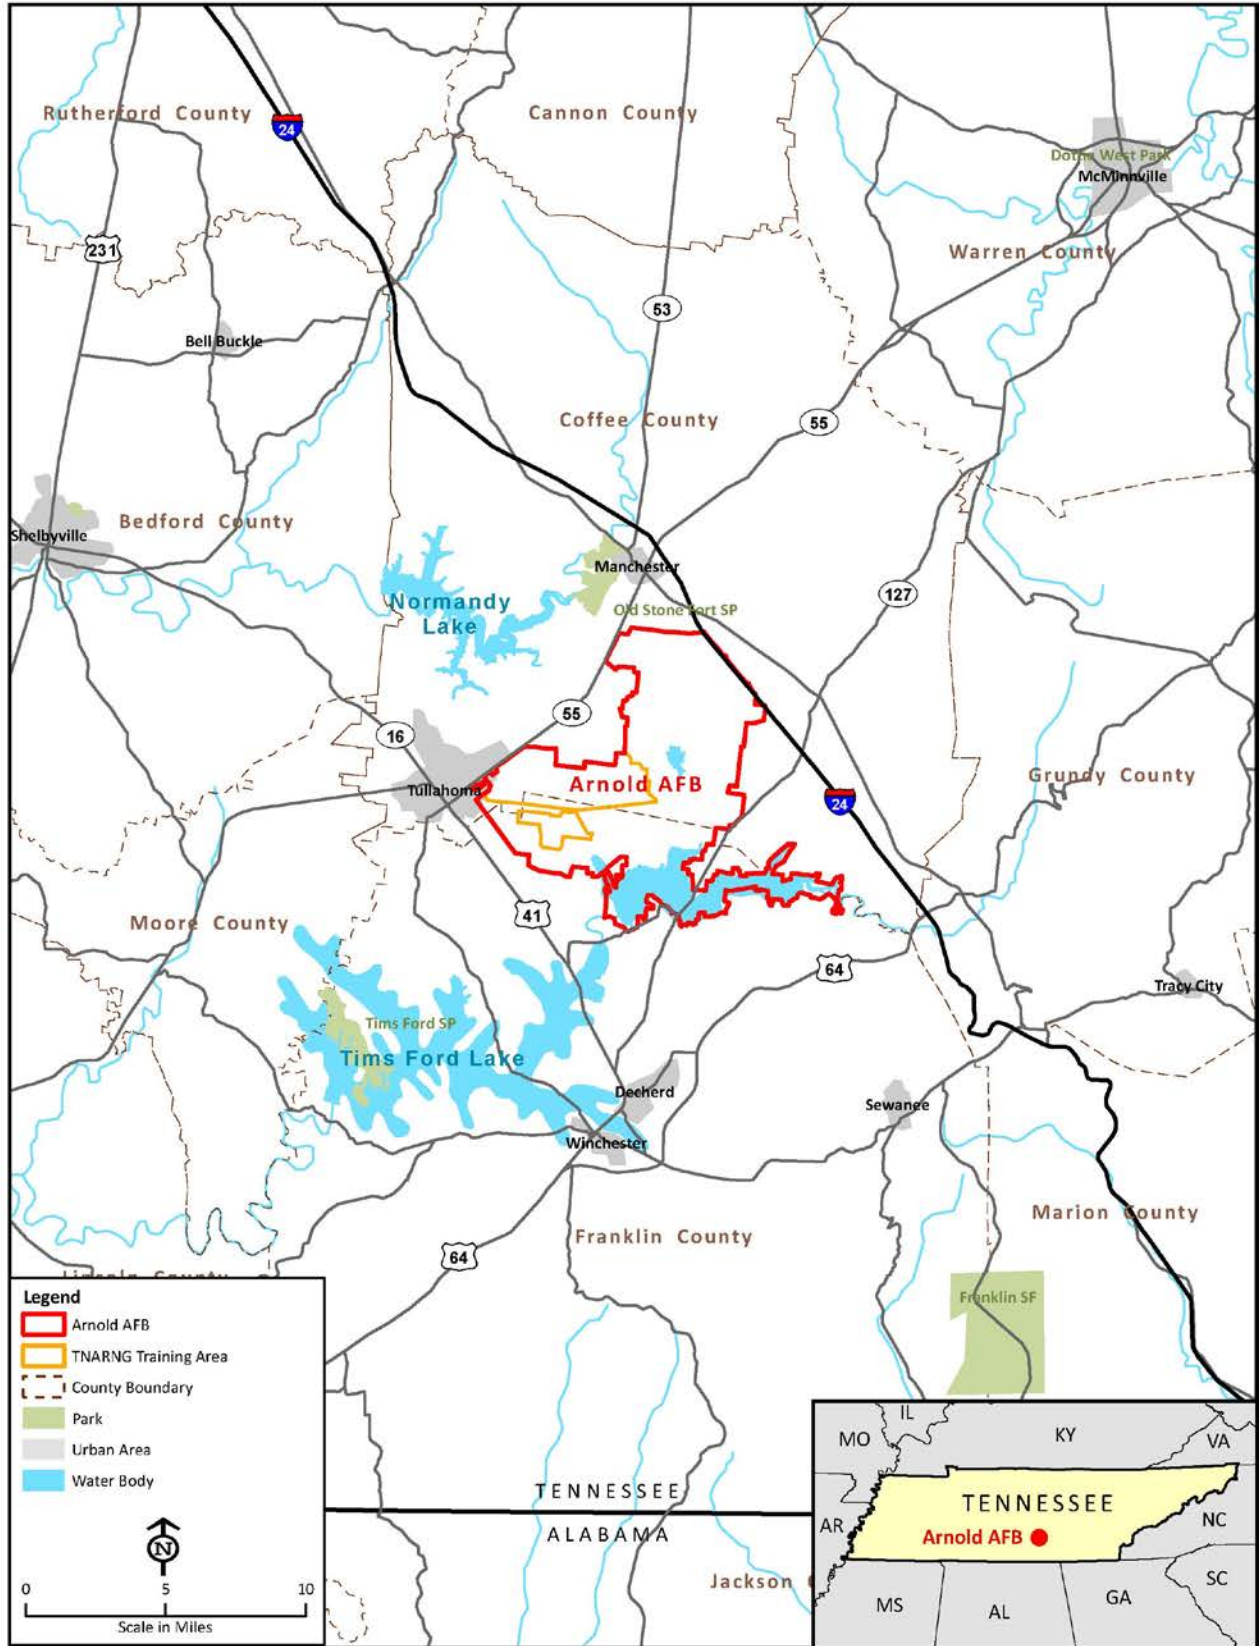 Rutherford County
Cannon County
24
Dottie West Park
McMinnville
231
Warren County
53
Bell Buckle
Coffee County
55
Bedford County
Shelbyville
Manchester
Normandy
Lake
127
Old Stone Fort SP
55
16
Arnold AFB
Grundy County
Tullahoma
24
41
Moore County
64
Tracy City
Tims Ford SP
Tims Ford Lake
Decherd
Sewanee
Winchester
Marion County
Franklin County
64
Lincoln County
Franklin SF
Legend
Arnold AFB
TNARNG Training Area
County Boundary
Park
Urban Area
Water Body
N
0 5 10
Scale in Miles
TENNESSEE
ALABAMA
Jackson
IL
MO
KY
VA
TENNESSEE
AR
NC
Arnold AFB
SC
MS
AL
GA